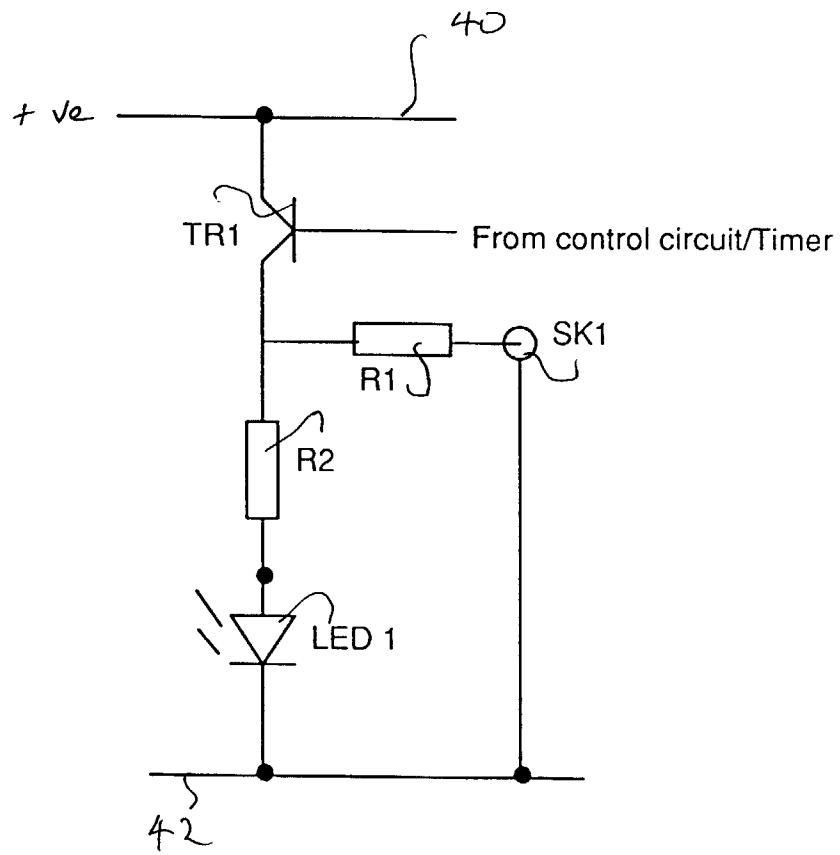 40
+ ve
TR1
From control circuit/Timer
SK1
R1
R2
LED 1
42